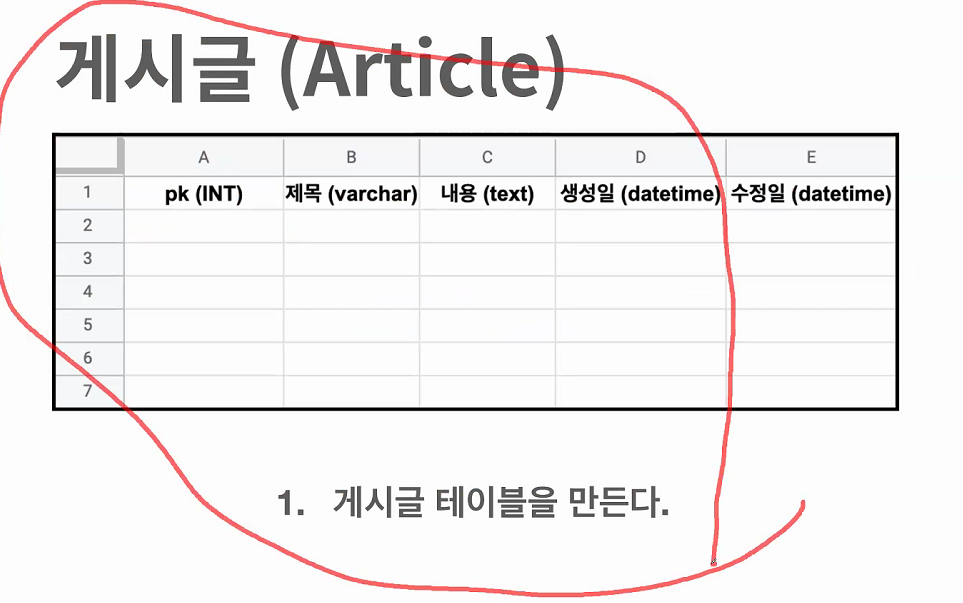 게시글 (Article)
A B C D E
1 pk (INT) 제목 (varchar) 내용 (text) 생성일 (datetime) 수정일 (datetime)
2
3
4
5
6
7
1. 게시글 테이블을 만든다.